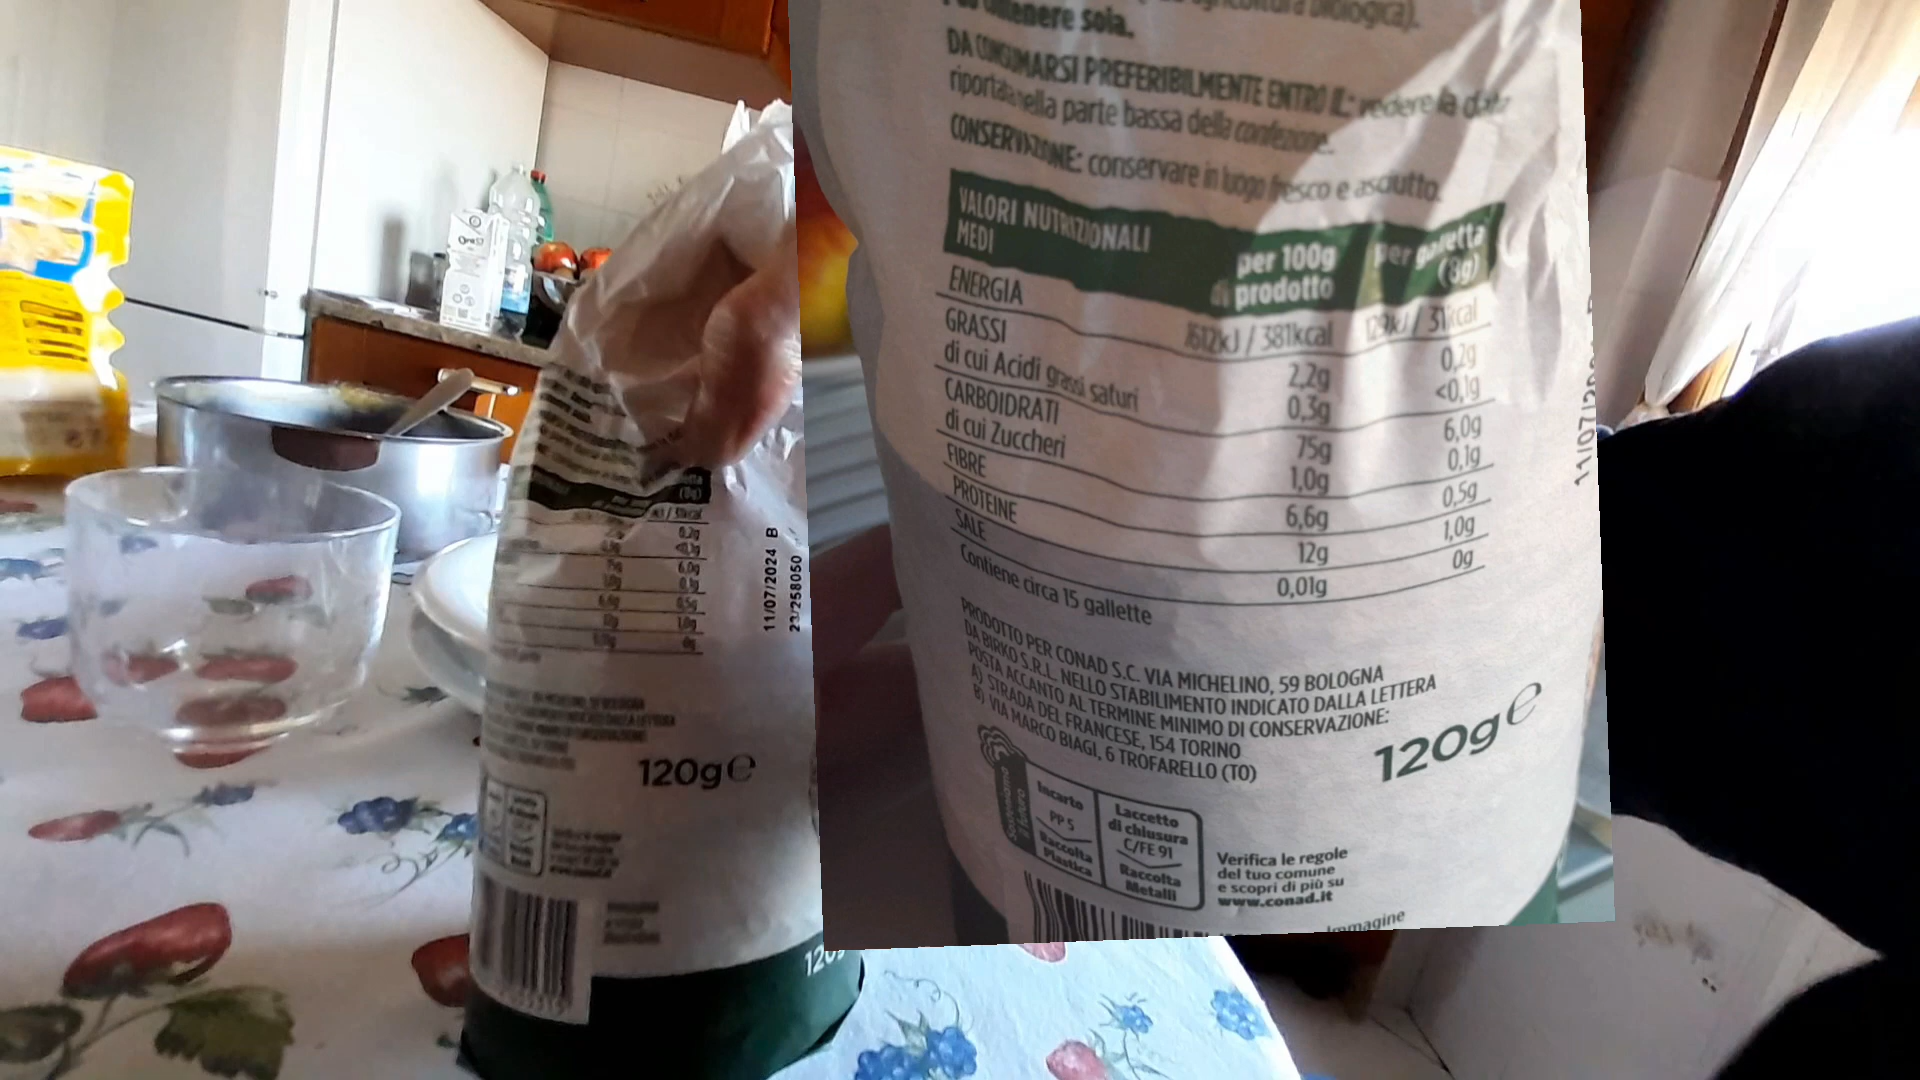 DA CONSUMARSI PREFERIBILMENTE ENTRO IL: vedere la data
riportata nella parte bassa della confezione.
CONSERVAZIONE: conservare in luogo fresco e asciutto.
VALORI NUTRIZIONALI
MEDI
per 100g
di prodotto
per galletta
(8g)
ENERGIA 1612kJ / 381kcal 129kJ / 31kcal
GRASSI 2,2g 0,2g
di cui Acidi grassi saturi 0,3g <0,1g
CARBOIDRATI 75g 6,0g
di cui Zuccheri 1,0g 0,1g
FIBRE 6,6g 0,5g
PROTEINE 12g 1,0g
SALE 0,01g 0g
Contiene circa 15 gallette
PRODOTTO PER CONAD S.C. VIA MICHELINO, 59 BOLOGNA
DA BIRKO S.R.L. NELLO STABILIMENTO INDICATO DALLA LETTERA
POSTA ACCANTO AL TERMINE MINIMO DI CONSERVAZIONE:
A) STRADA DEL FRANCESE, 154 TORINO
B) VIA MARCO BIAGI, 6 TROFARELLO (TO)
120g e
Incarto
PP 5
Raccolta
Plastica
Laccetto
di chiusura
C/FE 91
Raccolta
Metalli
Verifica le regole
del tuo comune
e scopri di più su
www.conad.it
Immagine
11/07/2024 B
23/258050
120g e